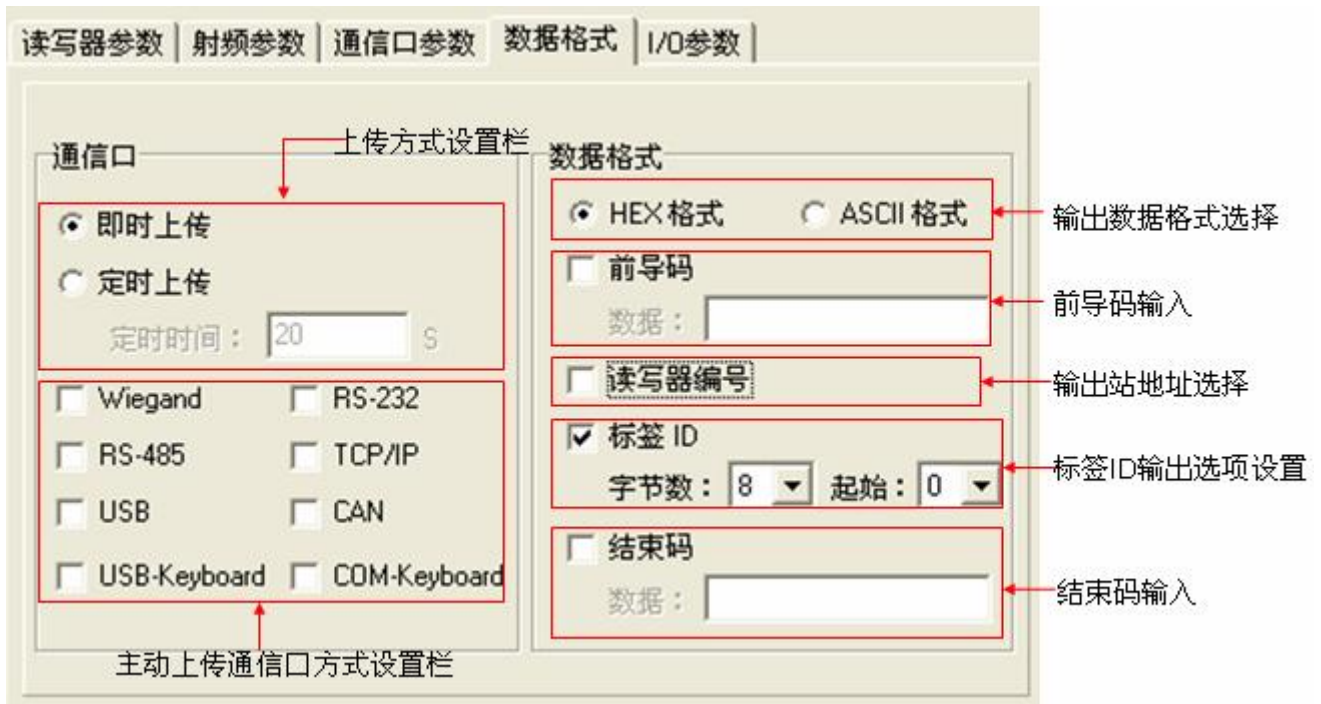 读写器参数 射频参数 通信口参数 数据格式 I/O参数
上传方式设置栏
通信口
即时上传
定时上传
定时时间： 20 S
Wiegand RS-232
RS-485 TCP/IP
USB CAN
USB-Keyboard COM-Keyboard
主动上传通信口方式设置栏
数据格式
HEX 格式 ASCII 格式
输出数据格式选择
前导码
数据：
前导码输入
读写器编号
输出站地址选择
标签 ID
字节数： 8 起始： 0
标签ID输出选项设置
结束码
数据：
结束码输入